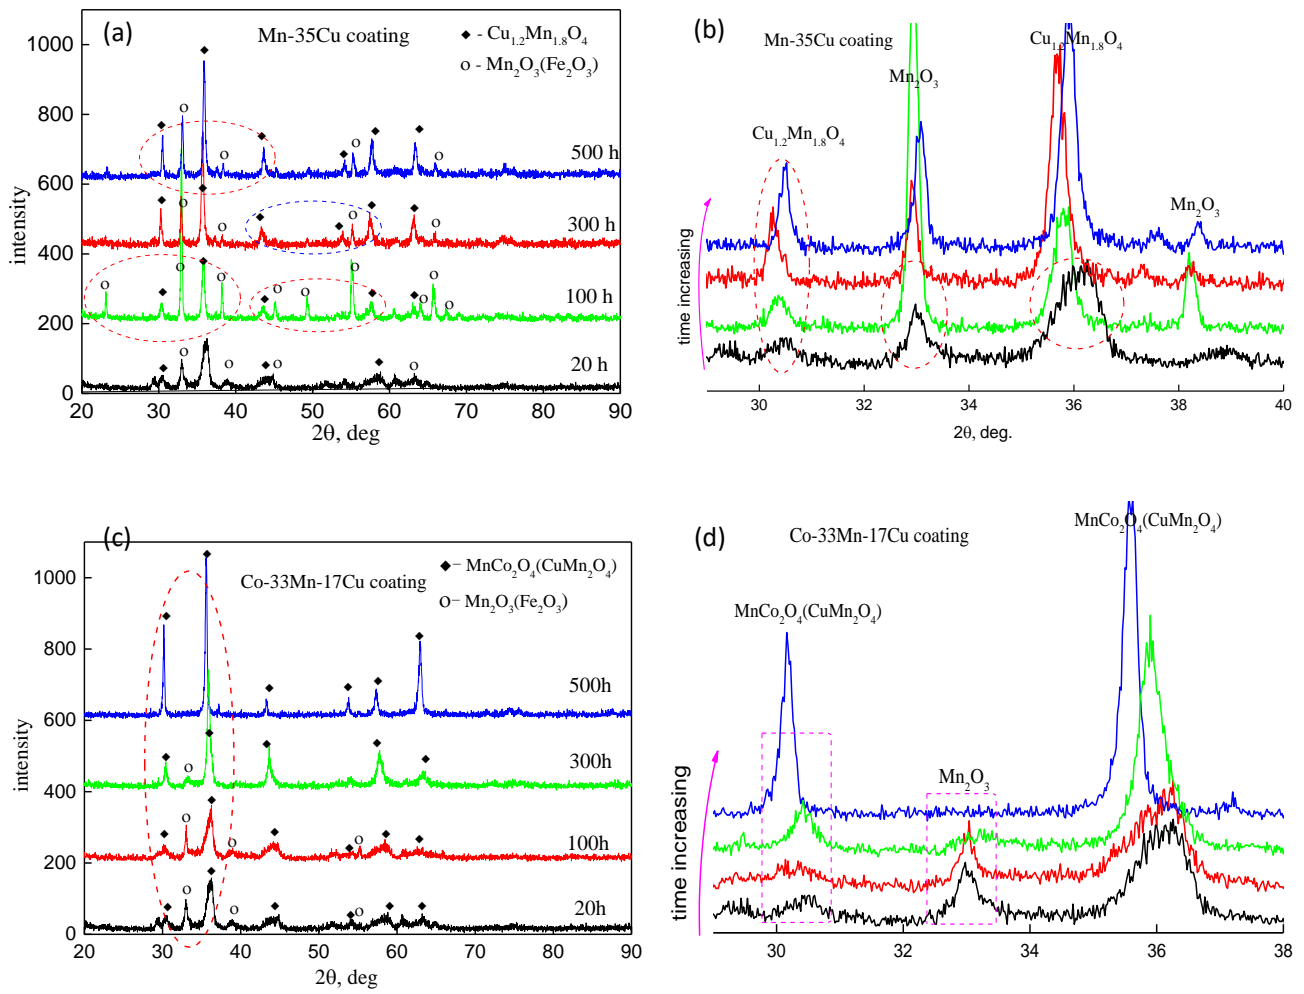 (a)
Mn-35Cu coating
◆ - Cu1.2Mn1.8O4
o - Mn2O3(Fe2O3)
1000
800
600
400
200
0
intensity
500 h
300 h
100 h
20 h
20 30 40 50 60 70 80 90
2θ, deg
(b)
Mn-35Cu coating
Cu1.2Mn1.8O4
Mn2O3
Cu1.2Mn1.8O4
Mn2O3
time increasing
30 32 34 36 38 40
2θ, deg.
(c)
Co-33Mn-17Cu coating
◆– MnCo2O4(CuMn2O4)
o– Mn2O3(Fe2O3)
1000
800
600
400
200
0
intensity
500h
300h
100h
20h
20 30 40 50 60 70 80 90
2θ, deg
(d)
Co-33Mn-17Cu coating
MnCo2O4(CuMn2O4)
MnCo2O4(CuMn2O4)
Mn2O3
time increasing
30 32 34 36 38
2θ, deg